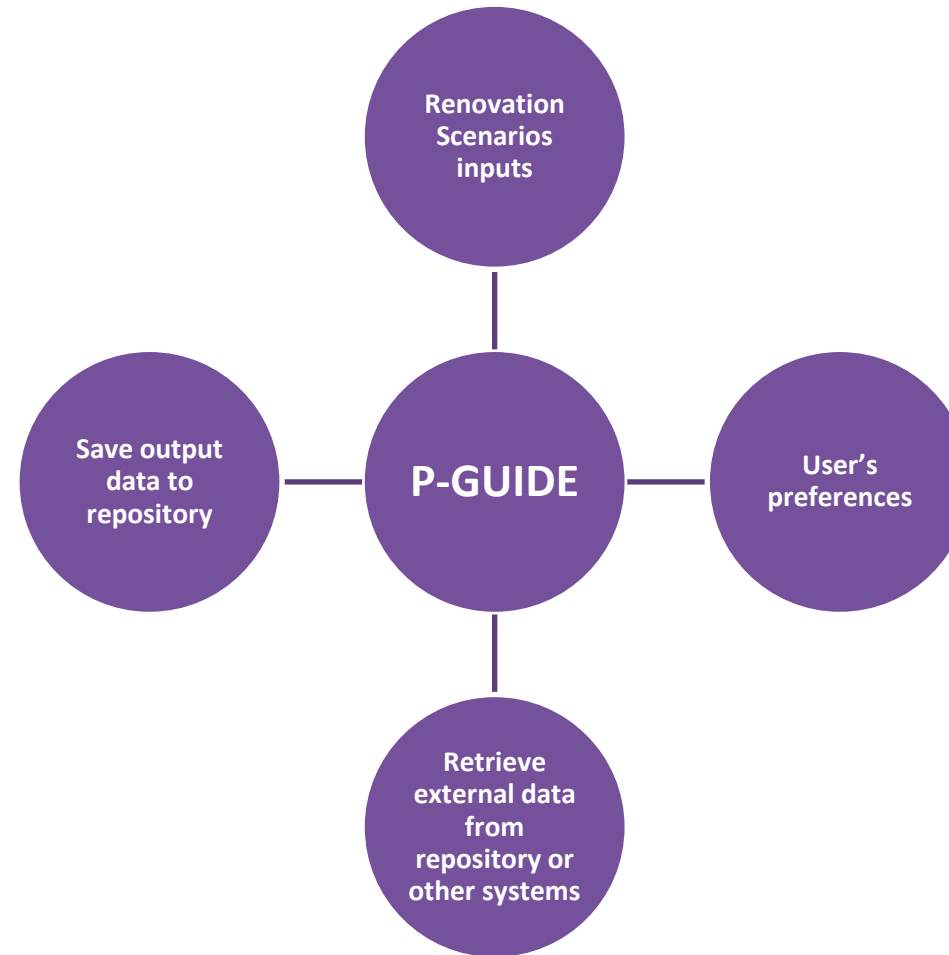 Renovation
Scenarios
inputs
Save output
data to
repository
P-GUIDE
User’s
preferences
Retrieve
external data
from
repository or
other systems